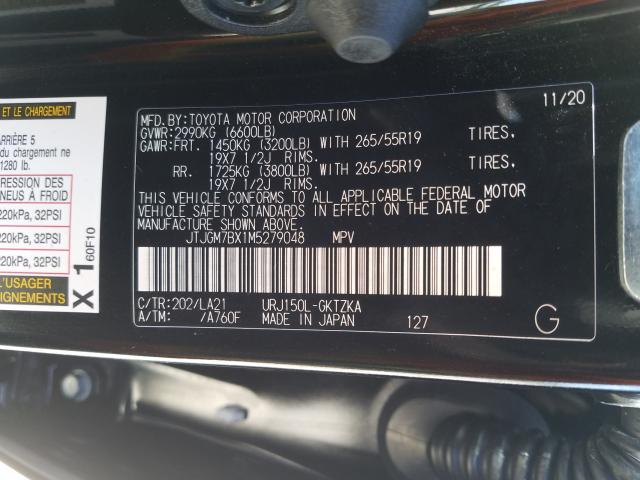 ET LE CHARGEMENT
ARRIÈRE 5
du chargement ne
1280 lb.
RESSION DES
NEUS À FROID
220kPa, 32PSI
220kPa, 32PSI
220kPa, 32PSI
L'USAGER
IGNEMENTS
X 1 60F10
11/20
MFD.BY:TOYOTA MOTOR CORPORATION
GVWR:2990KG (6600LB)
GAWR:FRT. 1450KG (3200LB) WITH 265/55R19 TIRES,
19X7 1/2J RIMS.
RR. 1725KG (3800LB) WITH 265/55R19 TIRES,
19X7 1/2J RIMS.
THIS VEHICLE CONFORMS TO ALL APPLICABLE FEDERAL MOTOR
VEHICLE SAFETY STANDARDS IN EFFECT ON THE DATE OF
MANUFACTURE SHOWN ABOVE.
JTJGM7BX1M5279048 MPV
C/TR:202/LA21 URJ150L-GKTZKA
A/TM: /A760F MADE IN JAPAN 127 G